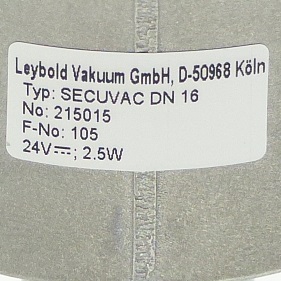 Leybold Vakuum GmbH, D-50968 Köln
Typ: SECUVAC DN 16
No: 215015
F-No: 105
24V⎓; 2.5W